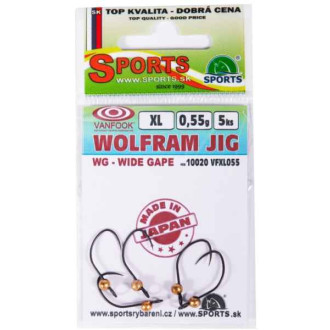 SK TOP KVALITA - DOBRÁ CENA
TOP QUALITY - GOOD PRICE
SPORTS
WWW.SPORTS.SK
SPORTS
VANFOOK
XL 0,55g 5ks
WOLFRAM JIG
WG - WIDE GAPE
10020 VFXL055
MADE IN
JAPAN
www.sportsrybareni.cz / SPORTS.sk